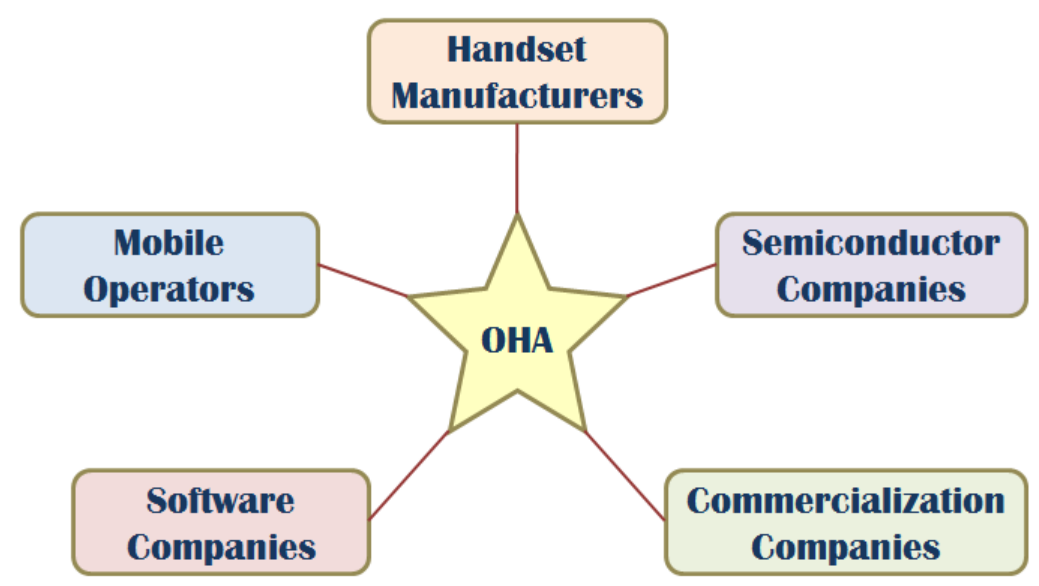 Handset
Manufacturers
Mobile
Operators
Semiconductor
Companies
OHA
Software
Companies
Commercialization
Companies